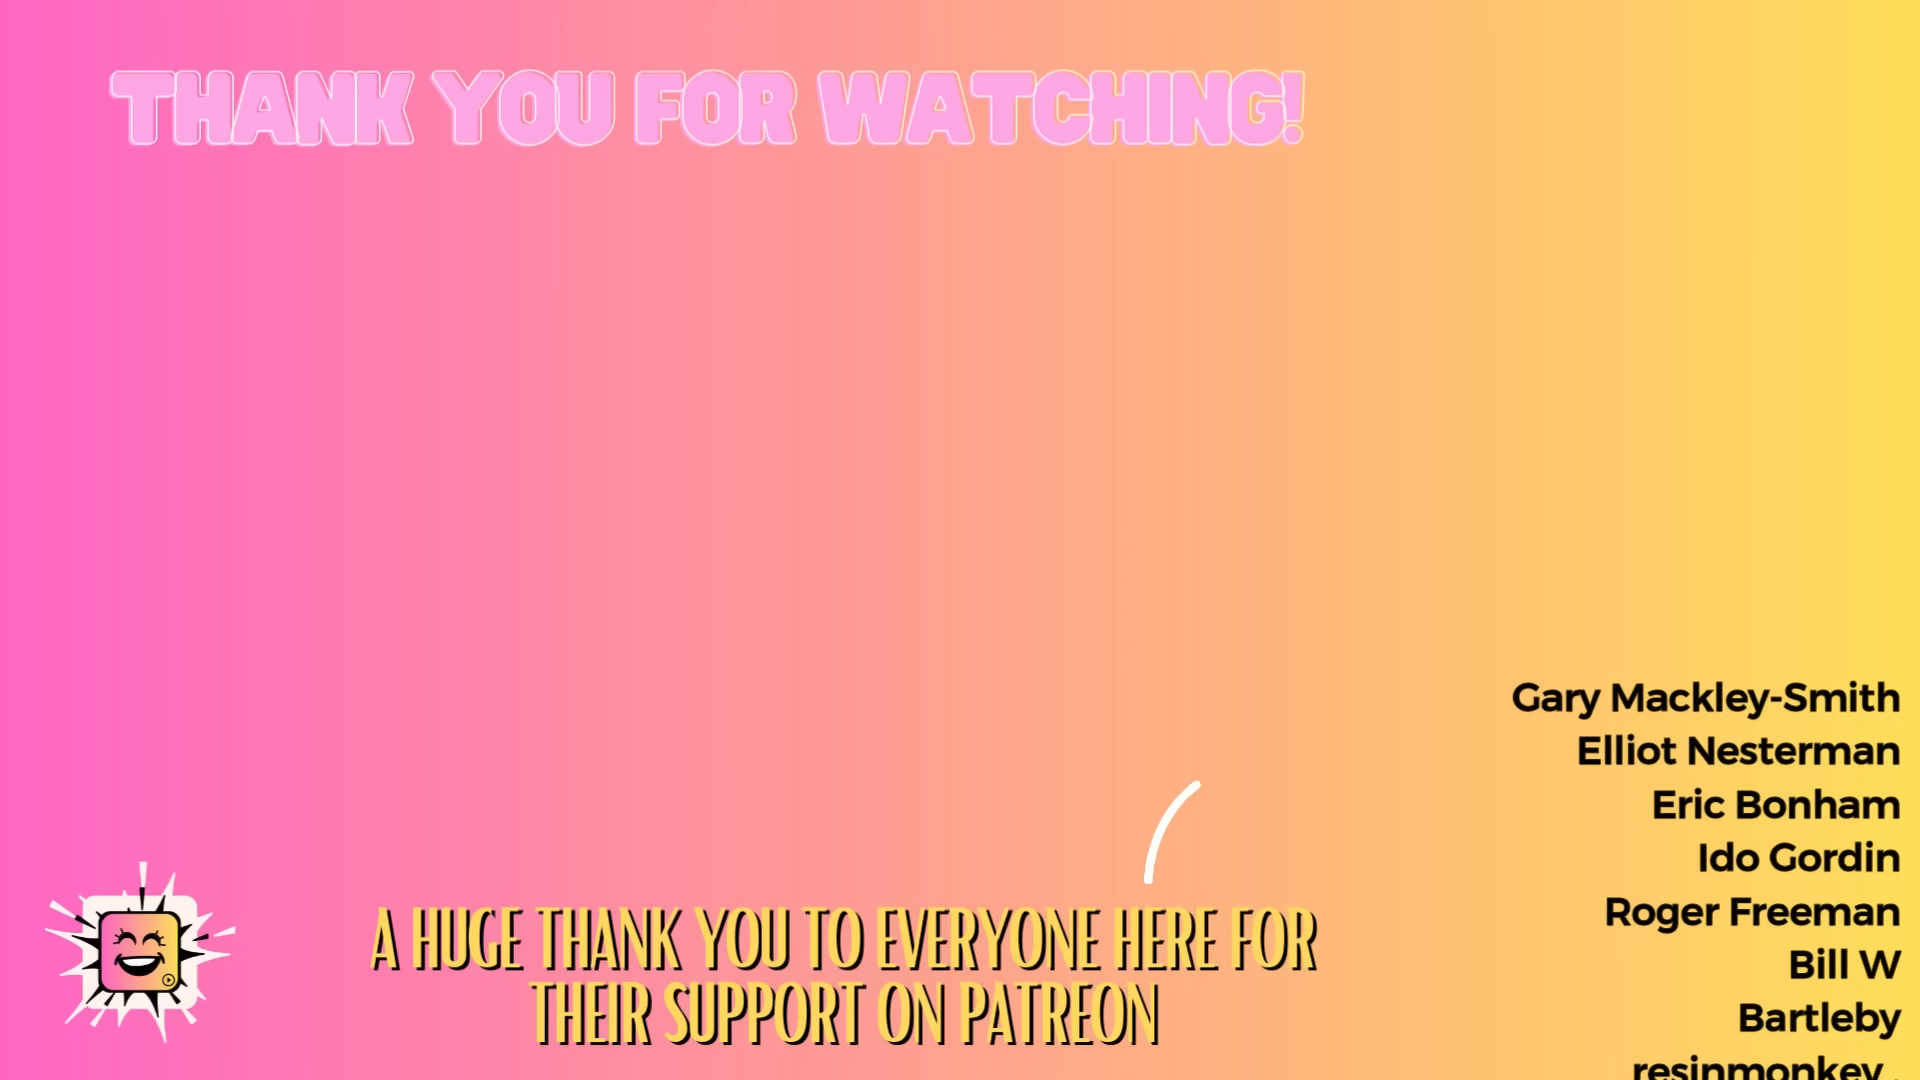 THANK YOU FOR WATCHING!
Gary Mackley-Smith
Elliot Nesterman
Eric Bonham
Ido Gordin
Roger Freeman
Bill W
Bartleby
resinmonkey .
A HUGE THANK YOU TO EVERYONE HERE FOR
THEIR SUPPORT ON PATREON